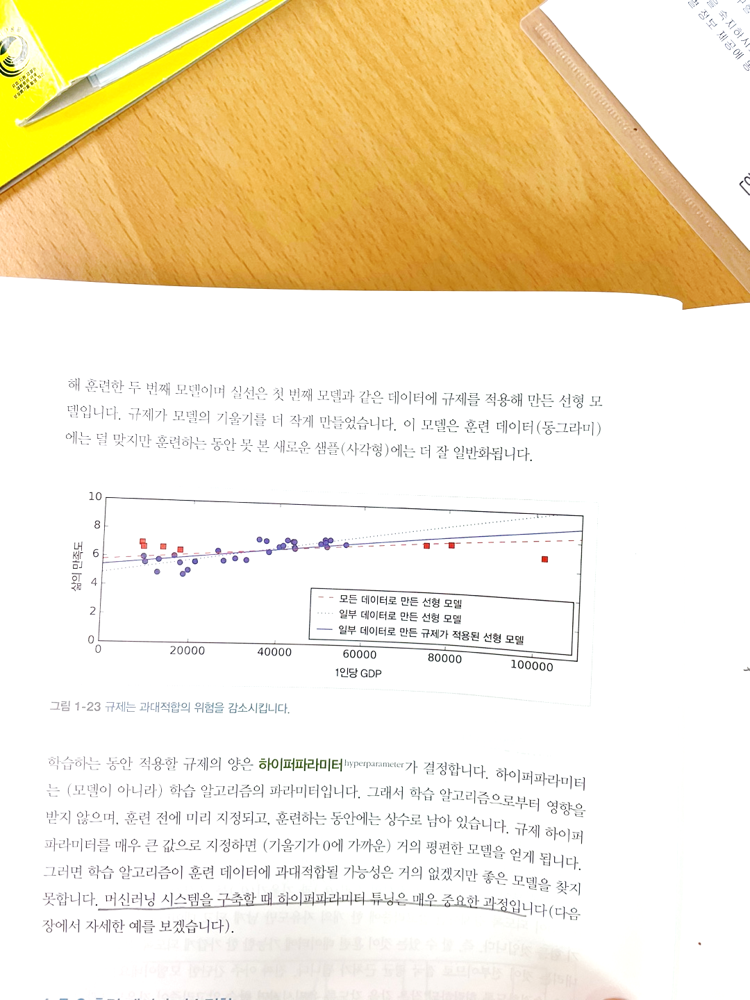 해 훈련한 두 번째 모델이며 실선은 첫 번째 모델과 같은 데이터에 규제를 적용해 만든 선형 모
델입니다. 규제가 모델의 기울기를 더 작게 만들었습니다. 이 모델은 훈련 데이터(동그라미)
에는 덜 맞지만 훈련하는 동안 못 본 새로운 샘플(사각형)에는 더 잘 일반화됩니다.
10
8
6
4
2
0
삶의 만족도
모든 데이터로 만든 선형 모델
일부 데이터로 만든 선형 모델
일부 데이터로 만든 규제가 적용된 선형 모델
0 20000 40000 60000 80000 100000
1인당 GDP
그림 1-23 규제는 과대적합의 위험을 감소시킵니다.
학습하는 동안 적용할 규제의 양은 하이퍼파라미터hyperparameter가 결정합니다. 하이퍼파라미터
는 (모델이 아니라) 학습 알고리즘의 파라미터입니다. 그래서 학습 알고리즘으로부터 영향을
받지 않으며, 훈련 전에 미리 지정되고, 훈련하는 동안에는 상수로 남아 있습니다. 규제 하이퍼
파라미터를 매우 큰 값으로 지정하면 (기울기가 0에 가까운) 거의 평편한 모델을 얻게 됩니다.
그러면 학습 알고리즘이 훈련 데이터에 과대적합될 가능성은 거의 없겠지만 좋은 모델을 찾지
못합니다. 머신러닝 시스템을 구축할 때 하이퍼파라미터 튜닝은 매우 중요한 과정입니다(다음
장에서 자세한 예를 보겠습니다).